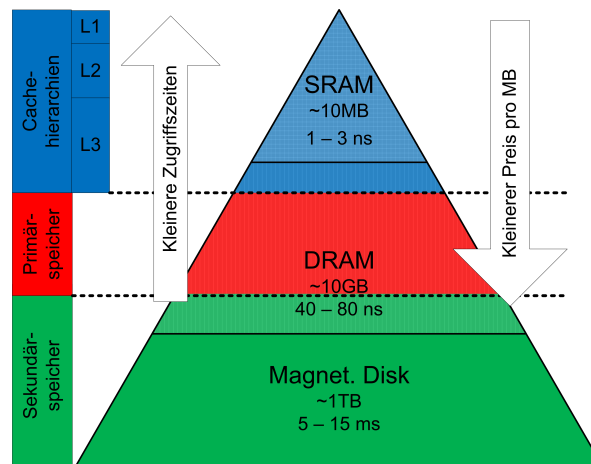 Cache-
hierarchien
L1
L2
L3
Primär-
speicher
Sekundär-
speicher
Kleinere Zugriffszeiten
SRAM
~10MB
1 – 3 ns
DRAM
~10GB
40 – 80 ns
Magnet. Disk
~1TB
5 – 15 ms
Kleinerer Preis pro MB